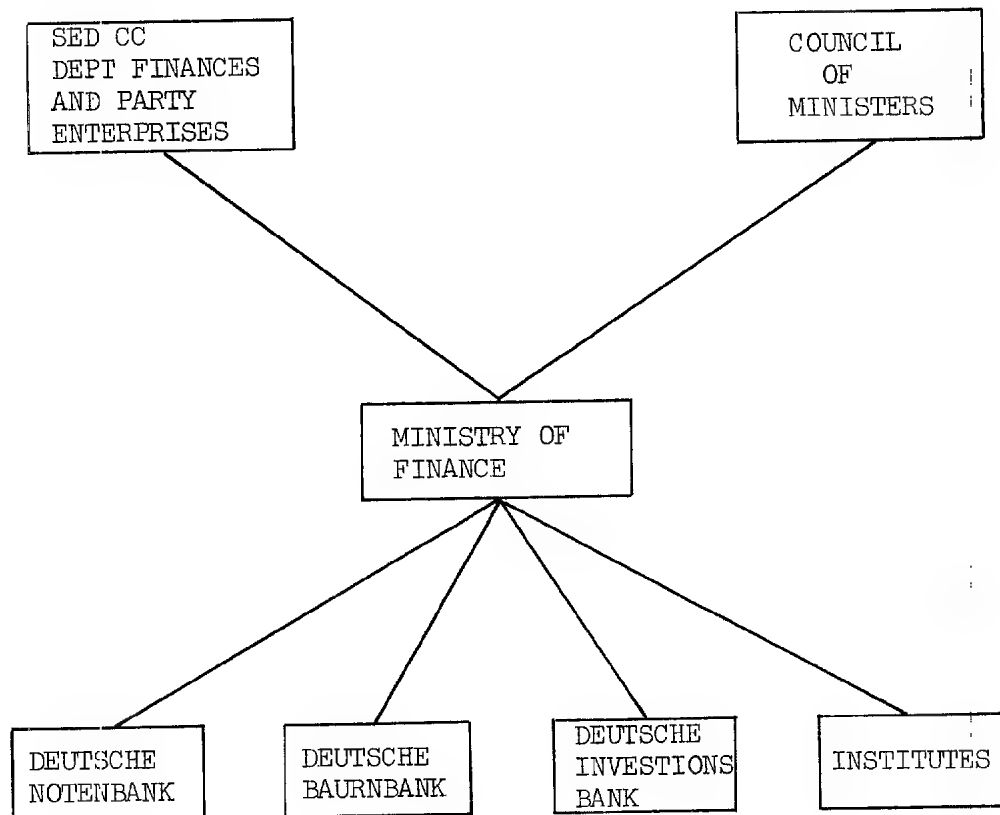 SED CC
DEPT FINANCES
AND PARTY
ENTERPRISES
COUNCIL
OF
MINISTERS
MINISTRY OF
FINANCE
DEUTSCHE
NOTENBANK
DEUTSCHE
BAURNBANK
DEUTSCHE
INVESTIONS
BANK
INSTITUTES